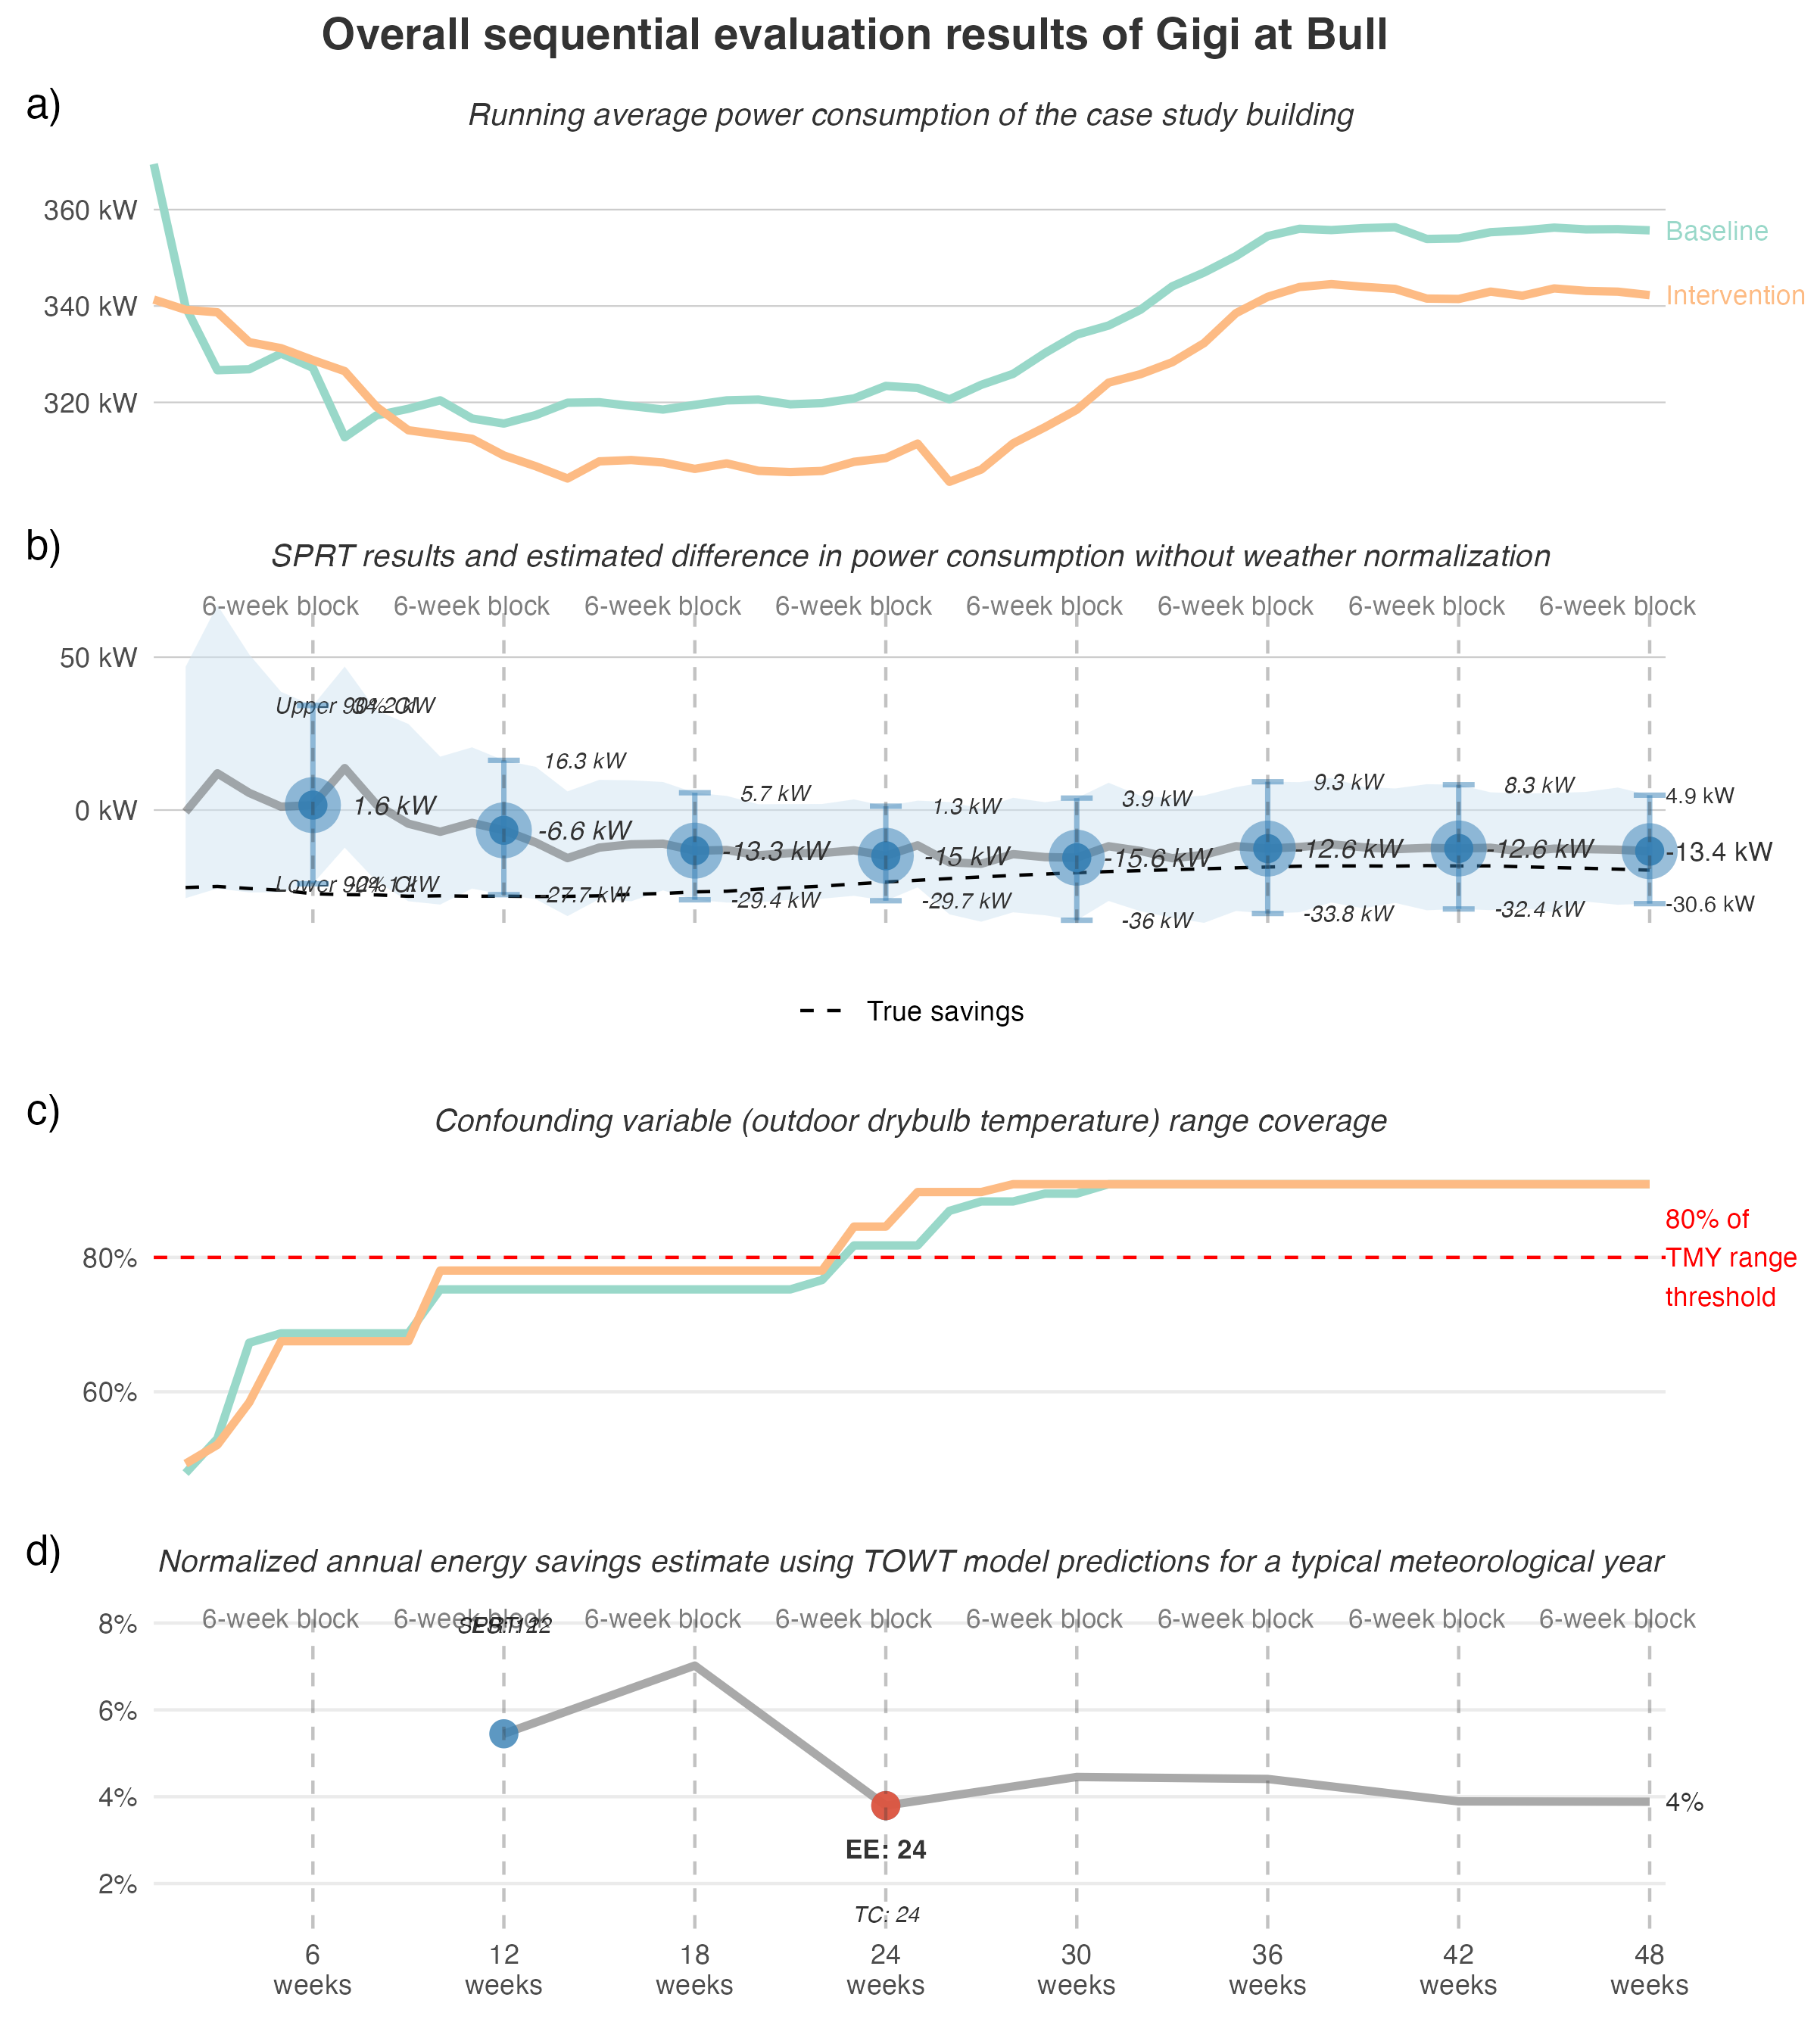 Overall sequential evaluation results of Gigi at Bull
a)
Running average power consumption of the case study building
360 kW
340 kW
320 kW
Baseline
Intervention
b)
SPRT results and estimated difference in power consumption without weather normalization
6-week block 6-week block 6-week block 6-week block 6-week block 6-week block 6-week block 6-week block
50 kW
0 kW
Upper 90% CI
34.2 kW
16.3 kW
5.7 kW
1.3 kW
3.9 kW
9.3 kW
8.3 kW
4.9 kW
1.6 kW
-6.6 kW
-13.3 kW
-15 kW
-15.6 kW
-12.6 kW
-12.6 kW
-13.4 kW
Lower 90% CI
-27.7 kW
-29.4 kW
-29.7 kW
-36 kW
-33.8 kW
-32.4 kW
-30.6 kW
True savings
c)
Confounding variable (outdoor drybulb temperature) range coverage
80%
60%
80% of
TMY range
threshold
d)
Normalized annual energy savings estimate using TOWT model predictions for a typical meteorological year
6-week block 6-week block 6-week block 6-week block 6-week block 6-week block 6-week block 6-week block
8%
6%
4%
2%
4%
EE: 24
TC: 24
6 weeks
12 weeks
18 weeks
24 weeks
30 weeks
36 weeks
42 weeks
48 weeks